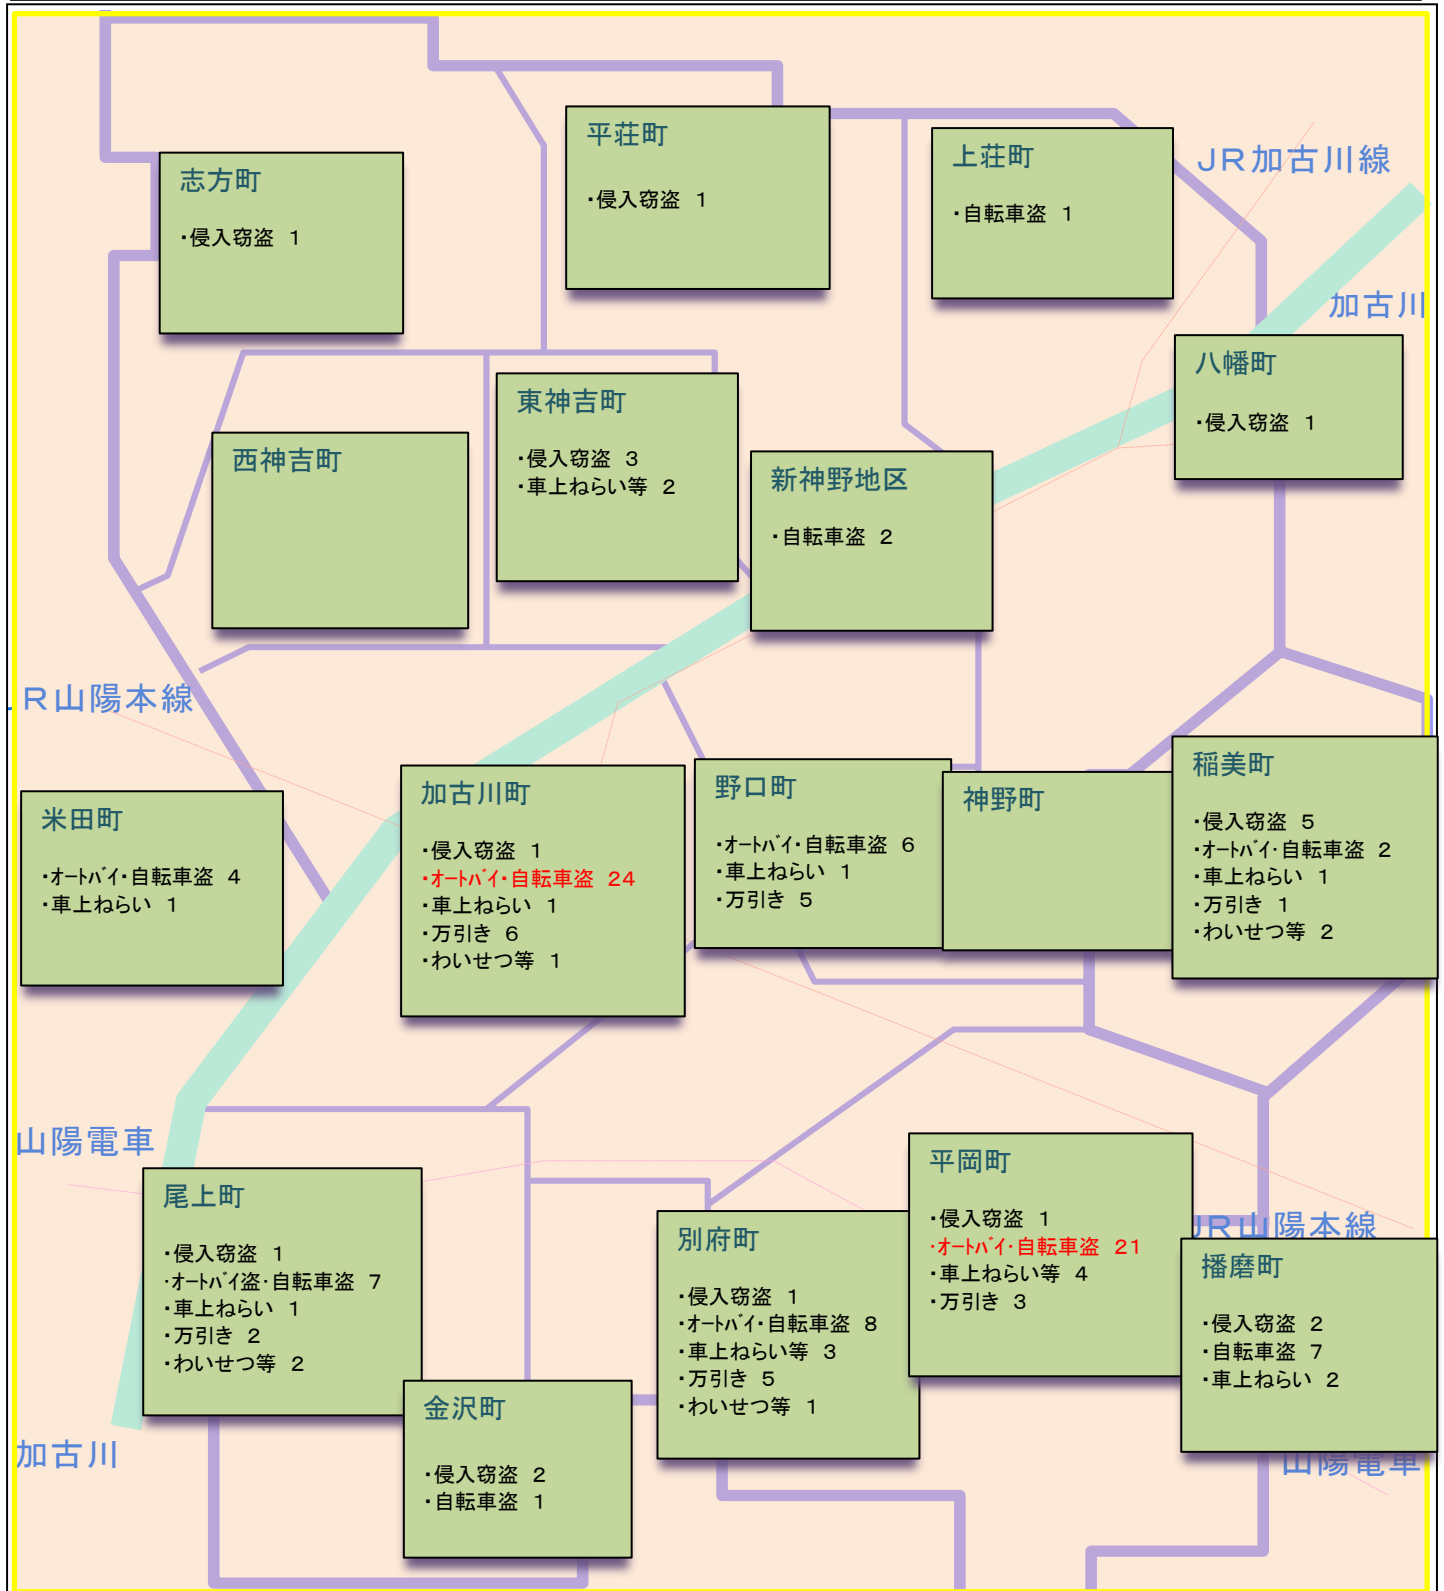 平荘町
・侵入窃盗 1
上荘町
・自転車盗 1
JR加古川線
志方町
・侵入窃盗 1
加古川
八幡町
・侵入窃盗 1
東神吉町
・侵入窃盗 3
・車上ねらい等 2
西神吉町
新神野地区
・自転車盗 2
JR山陽本線
米田町
・オートバイ・自転車盗 4
・車上ねらい 1
加古川町
・侵入窃盗 1
・オートバイ・自転車盗 24
・車上ねらい 1
・万引き 6
・わいせつ等 1
野口町
・オートバイ・自転車盗 6
・車上ねらい 1
・万引き 5
神野町
稲美町
・侵入窃盗 5
・オートバイ・自転車盗 2
・車上ねらい 1
・万引き 1
・わいせつ等 2
山陽電車
尾上町
・侵入窃盗 1
・オートバイ盗・自転車盗 7
・車上ねらい 1
・万引き 2
・わいせつ等 2
加古川
金沢町
・侵入窃盗 2
・自転車盗 1
別府町
・侵入窃盗 1
・オートバイ・自転車盗 8
・車上ねらい等 3
・万引き 5
・わいせつ等 1
平岡町
・侵入窃盗 1
・オートバイ・自転車盗 21
・車上ねらい等 4
・万引き 3
JR山陽本線
播磨町
・侵入窃盗 2
・自転車盗 7
・車上ねらい 2
山陽電車